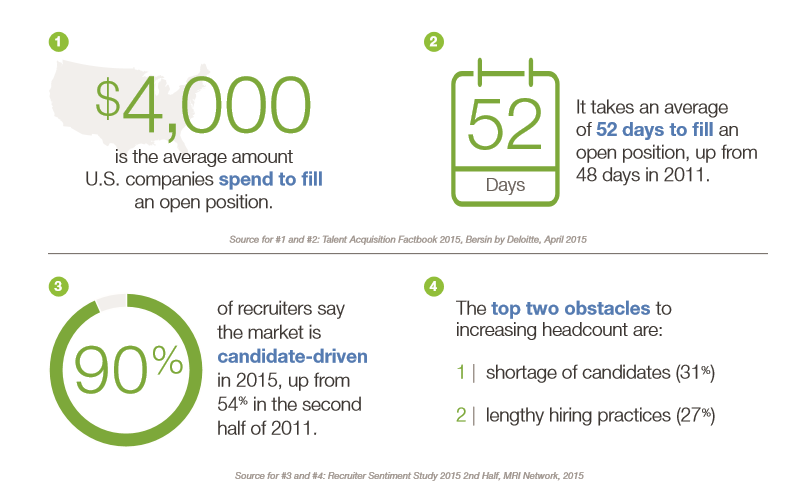 1
$4,000
is the average amount
U.S. companies spend to fill
an open position.
2
52
Days
It takes an average
of 52 days to fill an
open position, up from
48 days in 2011.
Source for #1 and #2: Talent Acquisition Factbook 2015, Bersin by Deloitte, April 2015
3
90%
of recruiters say
the market is
candidate-driven
in 2015, up from
54% in the second
half of 2011.
4
The top two obstacles to
increasing headcount are:
1 | shortage of candidates (31%)
2 | lengthy hiring practices (27%)
Source for #3 and #4: Recruiter Sentiment Study 2015 2nd Half, MRI Network, 2015